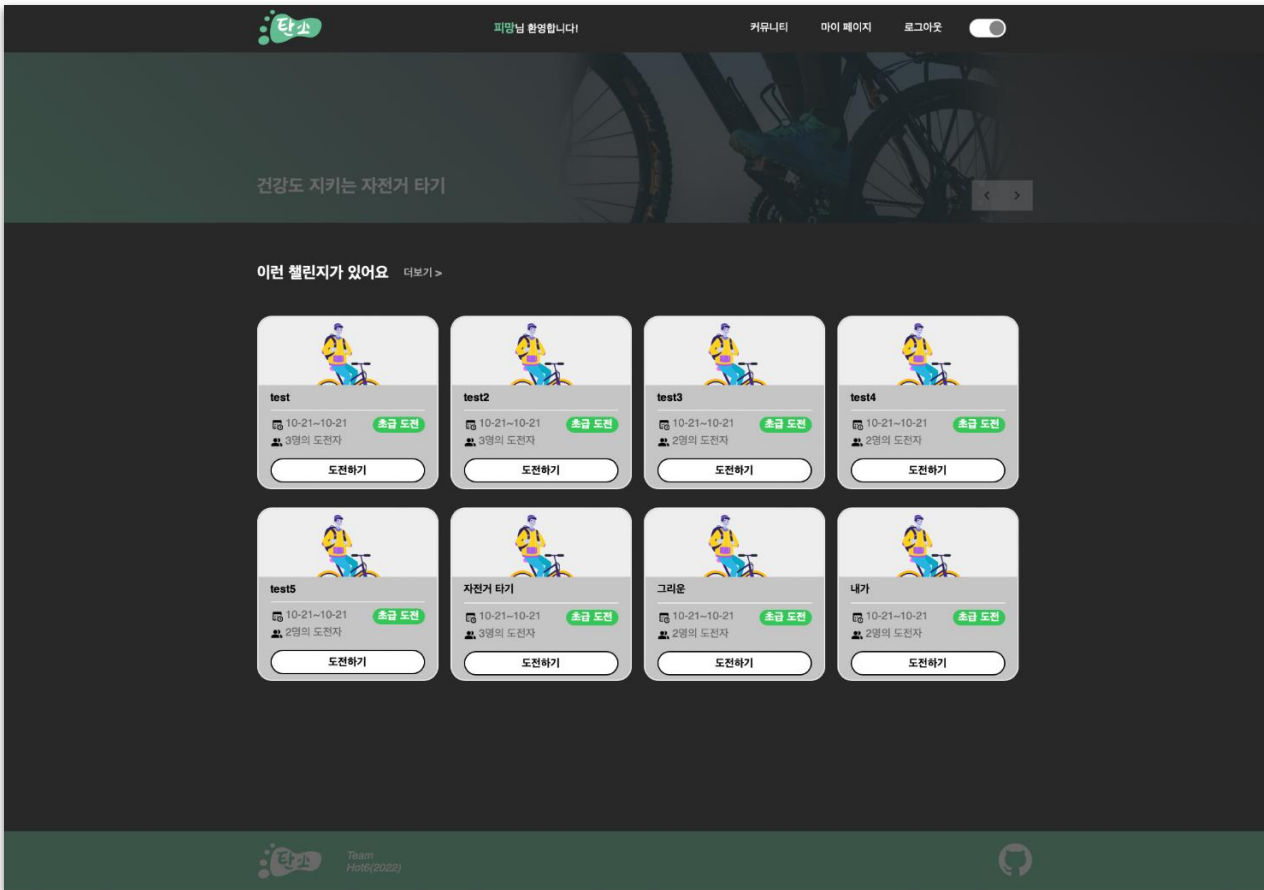 탄소
피망님 환영합니다!
커뮤니티
마이 페이지
로그아웃
건강도 지키는 자전거 타기
이런 챌린지가 있어요 더보기 >
test
10-21~10-21 초급 도전
3명의 도전자
도전하기
test2
10-21~10-21 초급 도전
3명의 도전자
도전하기
test3
10-21~10-21 초급 도전
2명의 도전자
도전하기
test4
10-21~10-21 초급 도전
2명의 도전자
도전하기
test5
10-21~10-21 초급 도전
2명의 도전자
도전하기
자전거 타기
10-21~10-21 초급 도전
3명의 도전자
도전하기
그리운
10-21~10-21 초급 도전
2명의 도전자
도전하기
내가
10-21~10-21 초급 도전
2명의 도전자
도전하기
탄소
Team
Hot6(2022)